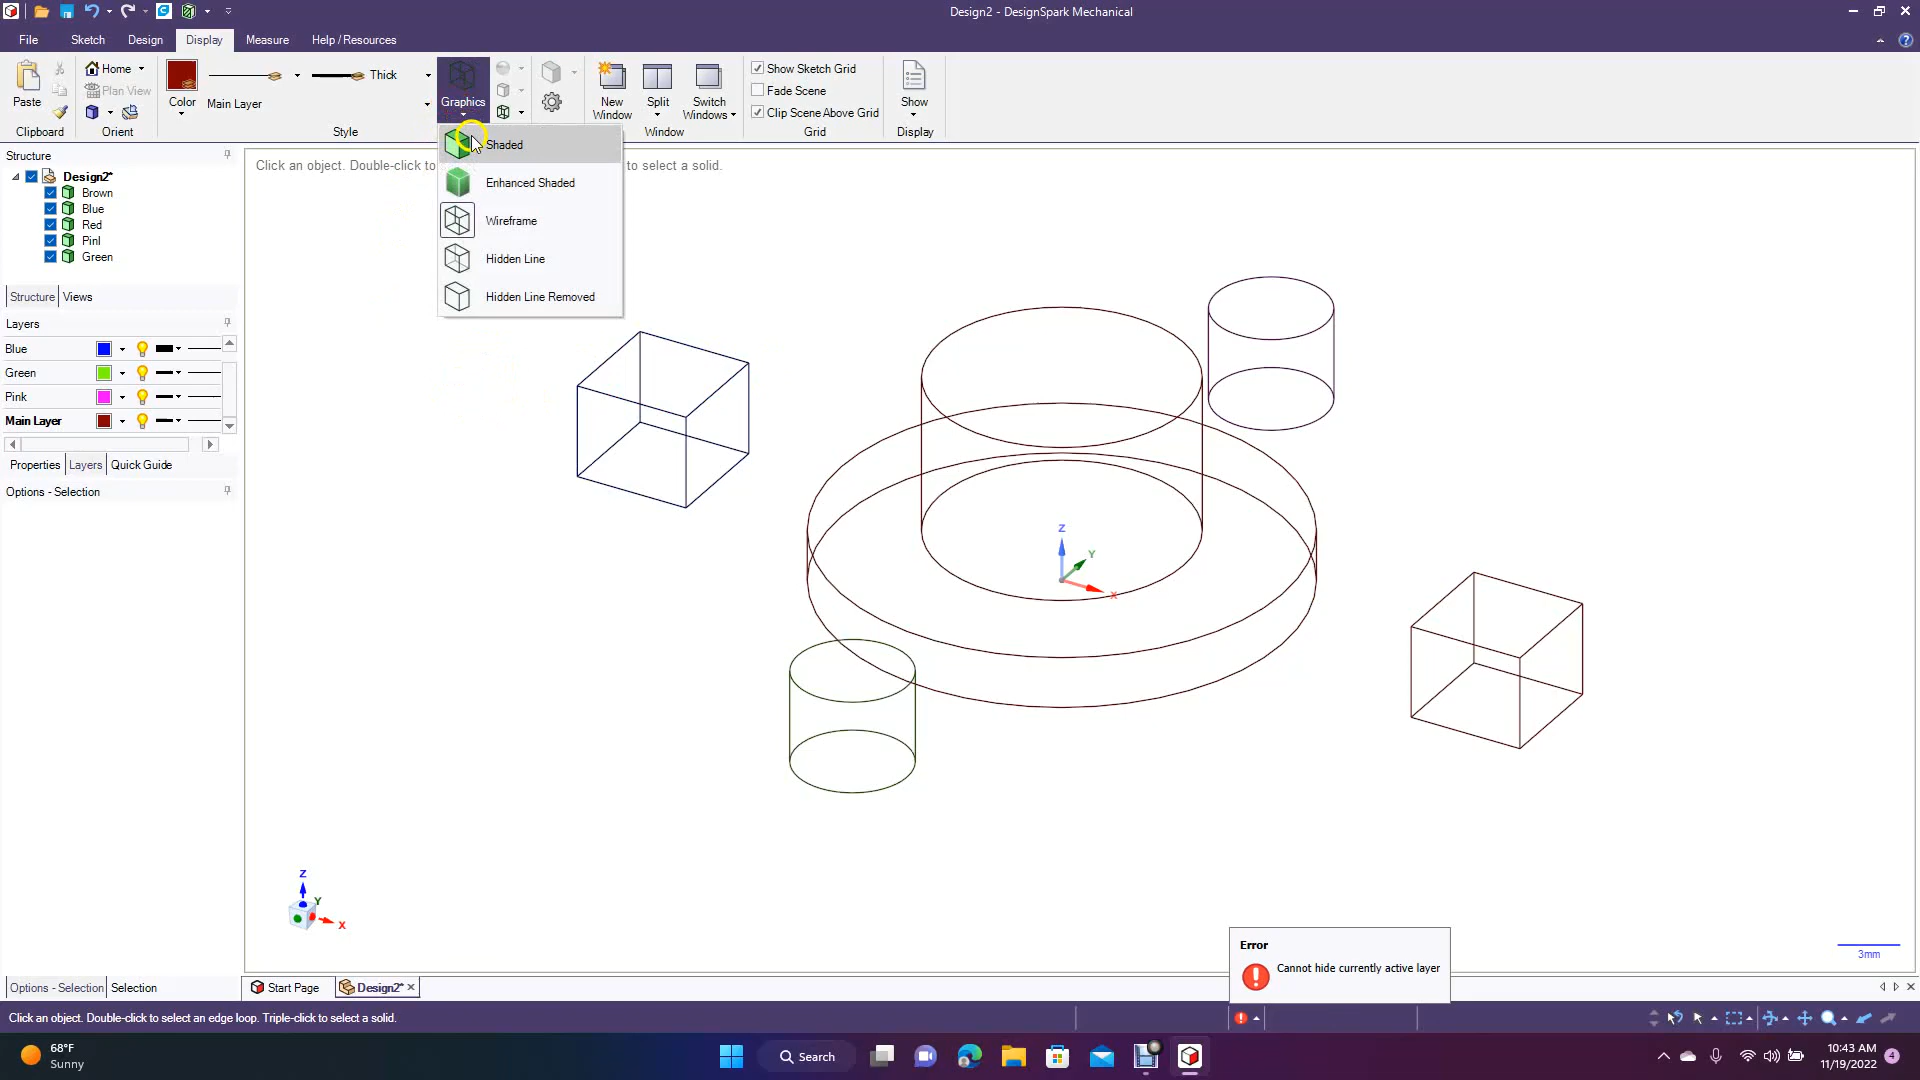 Design2 - DesignSpark Mechanical
File Sketch Design Display Measure Help / Resources
Paste
Clipboard
Home
Plan View
Orient
Color
Main Layer
Thick
Style
Graphics
New Window
Split
Switch Windows
Window
Show Sketch Grid
Fade Scene
Clip Scene Above Grid
Grid
Show
Display
Shaded
Enhanced Shaded
Wireframe
Hidden Line
Hidden Line Removed
Structure
Design2*
Brown
Blue
Red
Pinl
Green
Structure Views
Layers
Blue
Green
Pink
Main Layer
Properties Layers Quick Guide
Options - Selection
Click an object. Double-click to
to select a solid.
Z
Y
X
Z
Y
X
Error
Cannot hide currently active layer
3mm
Options - Selection Selection
Start Page Design2*
Click an object. Double-click to select an edge loop. Triple-click to select a solid.
68°F
Sunny
Search
10:43 AM
11/19/2022
4